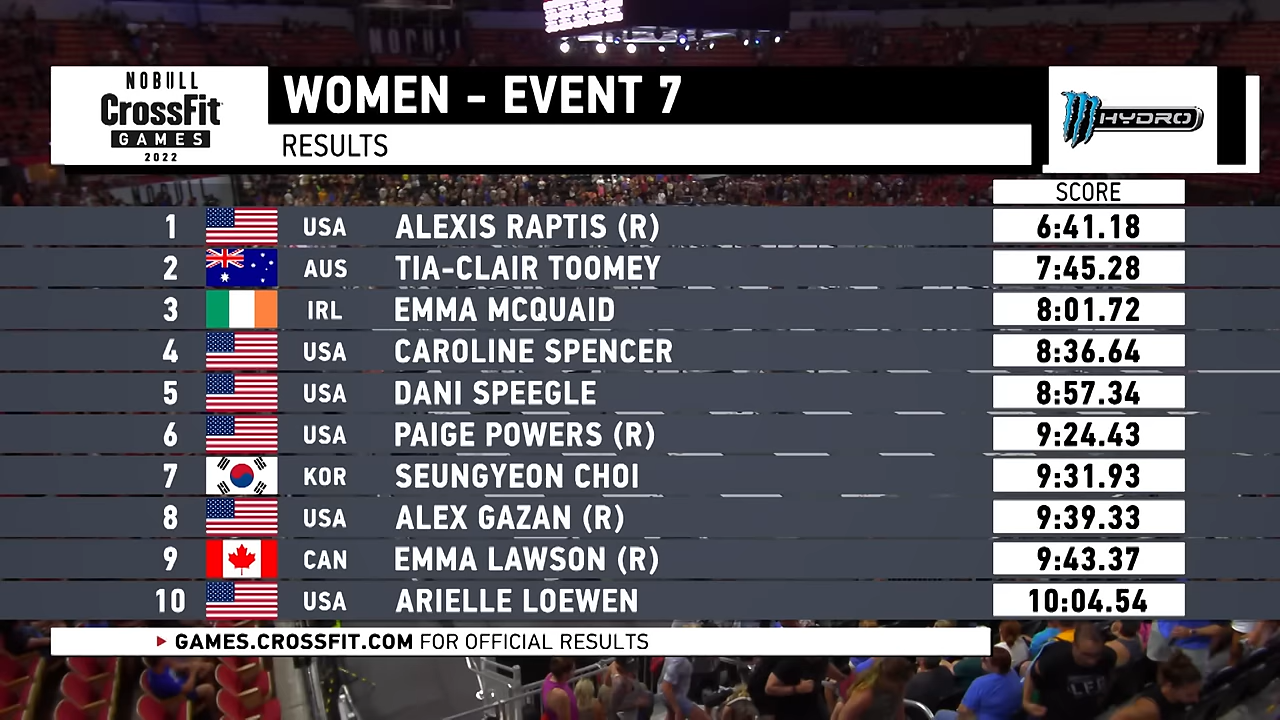 NOBULL
CrossFit
GAMES
2022
WOMEN - EVENT 7
RESULTS
HYDRO
SCORE
1 USA ALEXIS RAPTIS (R) 6:41.18
2 AUS TIA-CLAIR TOOMEY 7:45.28
3 IRL EMMA MCQUAID 8:01.72
4 USA CAROLINE SPENCER 8:36.64
5 USA DANI SPEEGLE 8:57.34
6 USA PAIGE POWERS (R) 9:24.43
7 KOR SEUNGYEON CHOI 9:31.93
8 USA ALEX GAZAN (R) 9:39.33
9 CAN EMMA LAWSON (R) 9:43.37
10 USA ARIELLE LOEWEN 10:04.54
GAMES.CROSSFIT.COM FOR OFFICIAL RESULTS